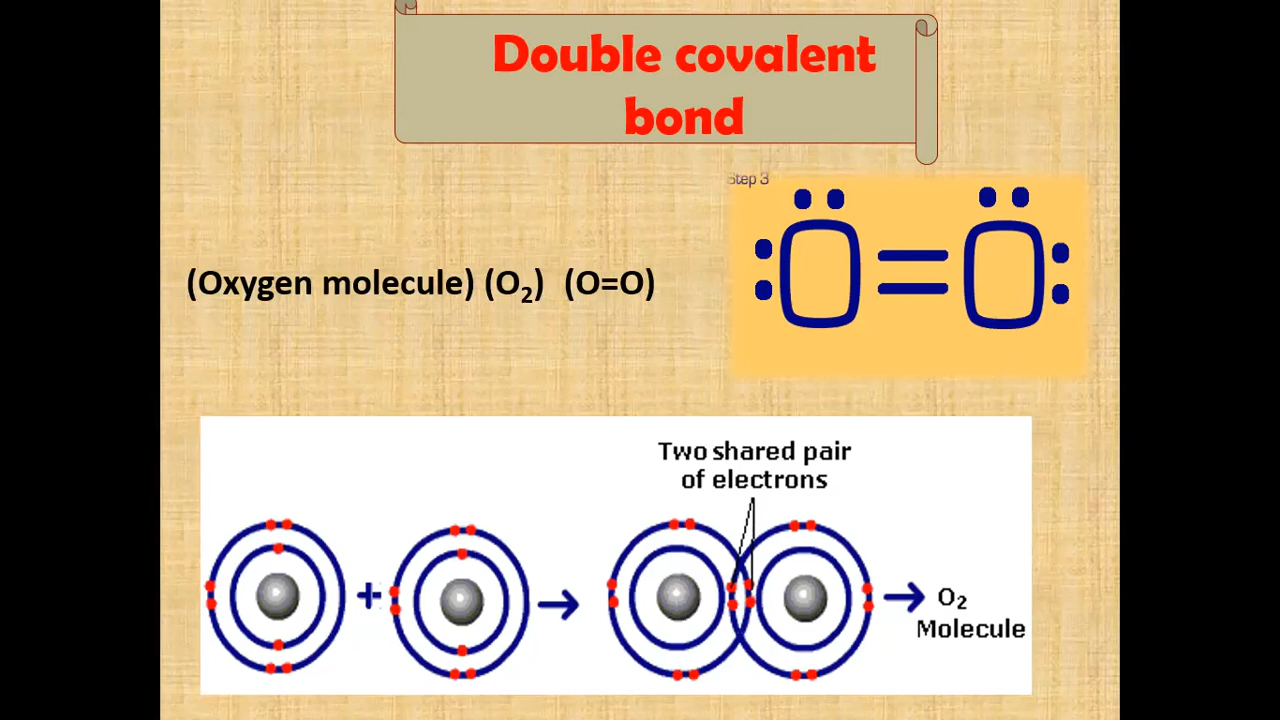 Double covalent
bond
Step 3
Ö = Ö
(Oxygen molecule) (O₂) (O=O)
Two shared pair
of electrons
+
O₂
Molecule